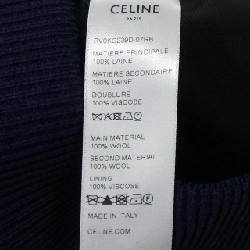 CELINE
PARIS
MATIERE PRINCIPALE
100% LAINE
MATIERE SECONDAIRE
100% LAINE
DOUBLURE
100% VISCOSE
MAIN MATERIAL
100% WOOL
SECOND MATERIAL
100% WOOL
LINING
100% VISCOSE
MADE IN ITALY
CELINE.COM